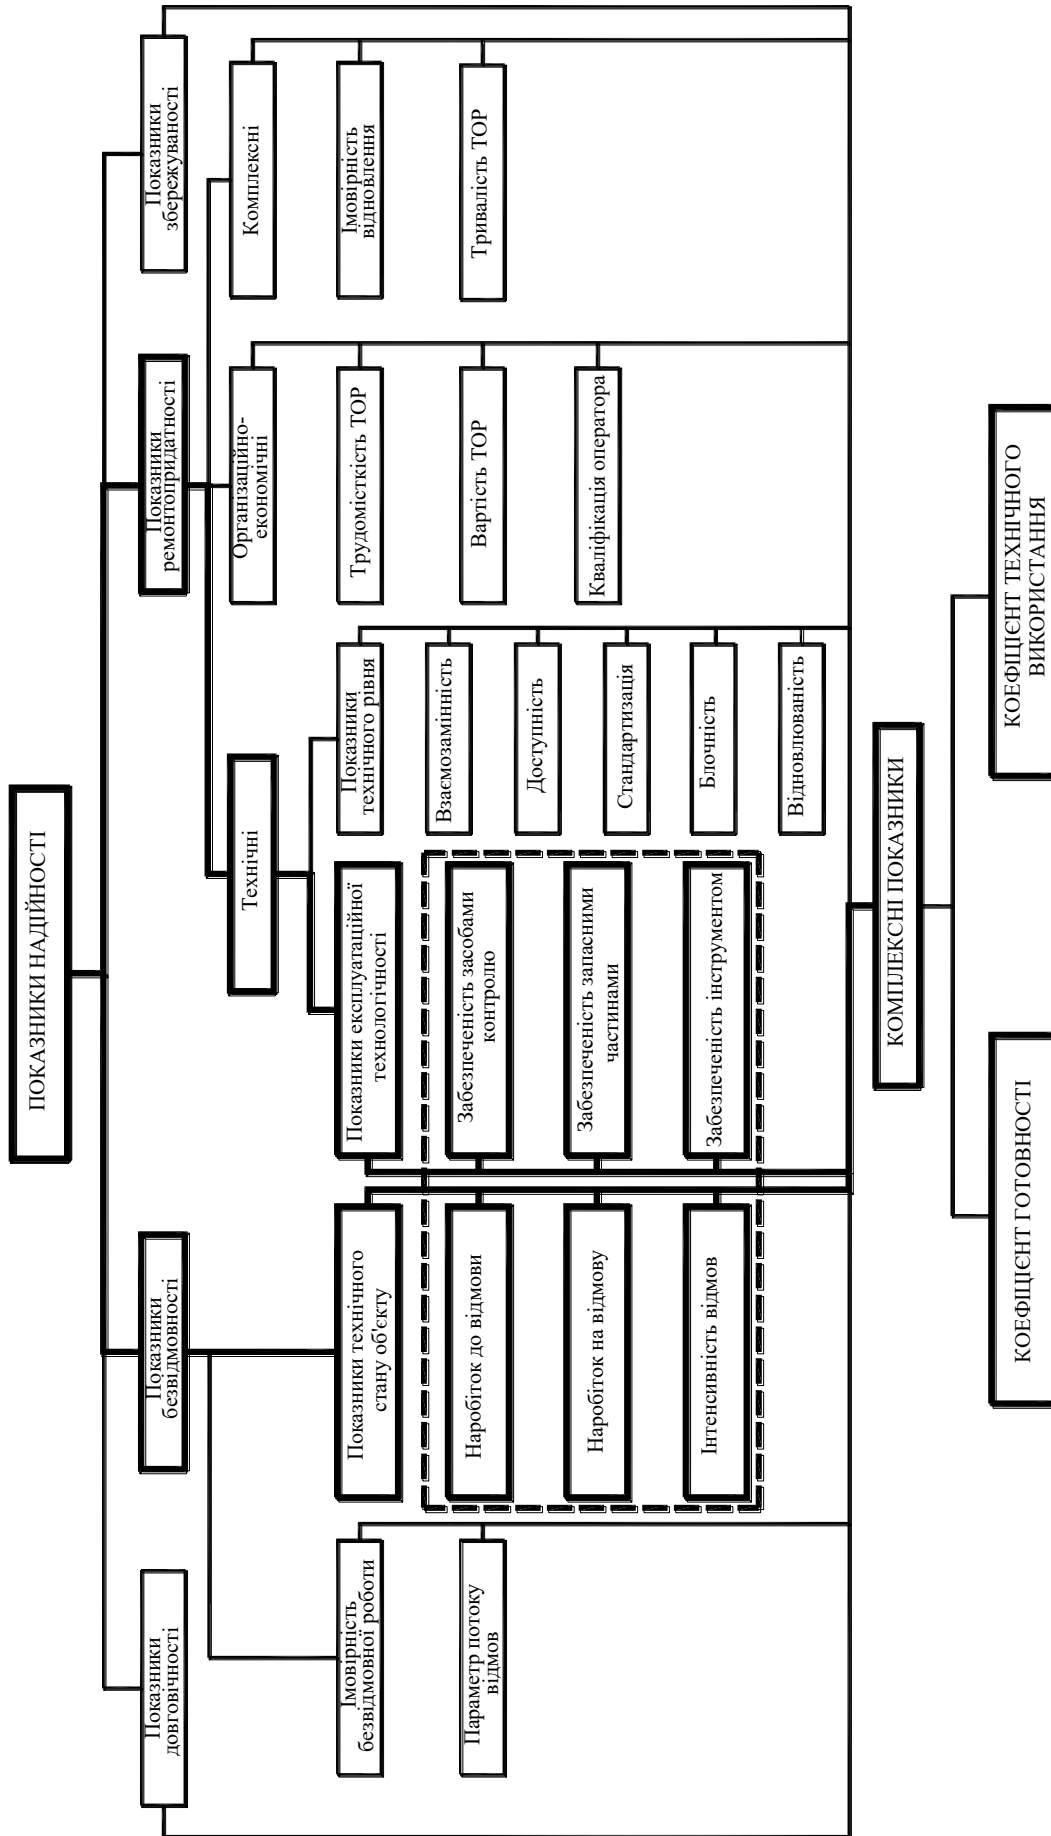 ПОКАЗНИКИ НАДІЙНОСТІ
Показники
довговічності
Показники
безвідмовності
Показники
ремонтопридатності
Показники
збережуваності
Технічні
Організаційно-
економічні
Комплексні
Імовірність
безвідмовної роботи
Показники технічного
стану об'єкту
Показники експлуатаційної
технологічності
Показники
технічного рівня
Трудомісткість ТОР
Імовірність
відновлення
Параметр потоку
відмов
Наробіток до відмови
Забезпеченість засобами
контролю
Взаємозамінність
Вартість ТОР
Тривалість ТОР
Наробіток на відмову
Забезпеченість запасними
частинами
Доступність
Кваліфікація оператора
Стандартизація
Інтенсивність відмов
Забезпеченість інструментом
Блочність
Відновлюваність
КОМПЛЕКСНІ ПОКАЗНИКИ
КОЕФІЦІЄНТ ГОТОВНОСТІ
КОЕФІЦІЄНТ ТЕХНІЧНОГО
ВИКОРИСТАННЯ